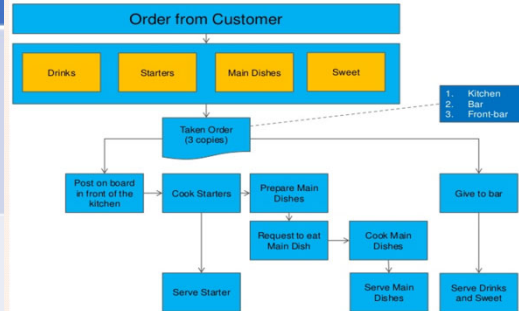 Order from Customer
Drinks
Starters
Main Dishes
Sweet
1. Kitchen
2. Bar
3. Front-bar
Taken Order
(3 copies)
Post on board
in front of the
kitchen
Cook Starters
Prepare Main
Dishes
Give to bar
Request to eat
Main Dish
Cook Main
Dishes
Serve Starter
Serve Main
Dishes
Serve Drinks
and Sweet